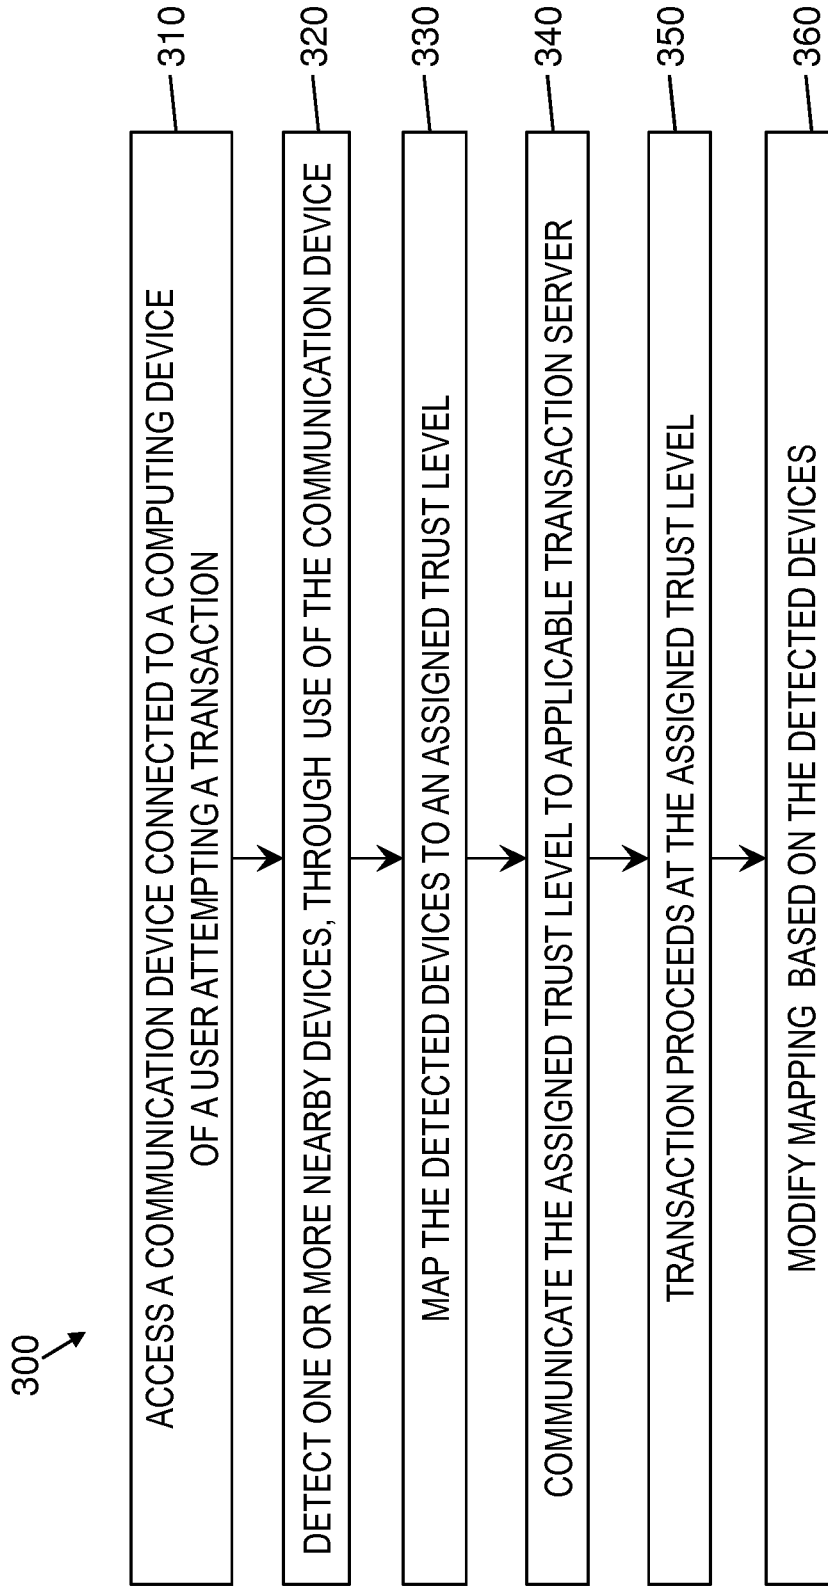 300
ACCESS A COMMUNICATION DEVICE CONNECTED TO A COMPUTING DEVICE
OF A USER ATTEMPTING A TRANSACTION
310
DETECT ONE OR MORE NEARBY DEVICES, THROUGH USE OF THE COMMUNICATION DEVICE
320
MAP THE DETECTED DEVICES TO AN ASSIGNED TRUST LEVEL
330
COMMUNICATE THE ASSIGNED TRUST LEVEL TO APPLICABLE TRANSACTION SERVER
340
TRANSACTION PROCEEDS AT THE ASSIGNED TRUST LEVEL
350
MODIFY MAPPING BASED ON THE DETECTED DEVICES
360